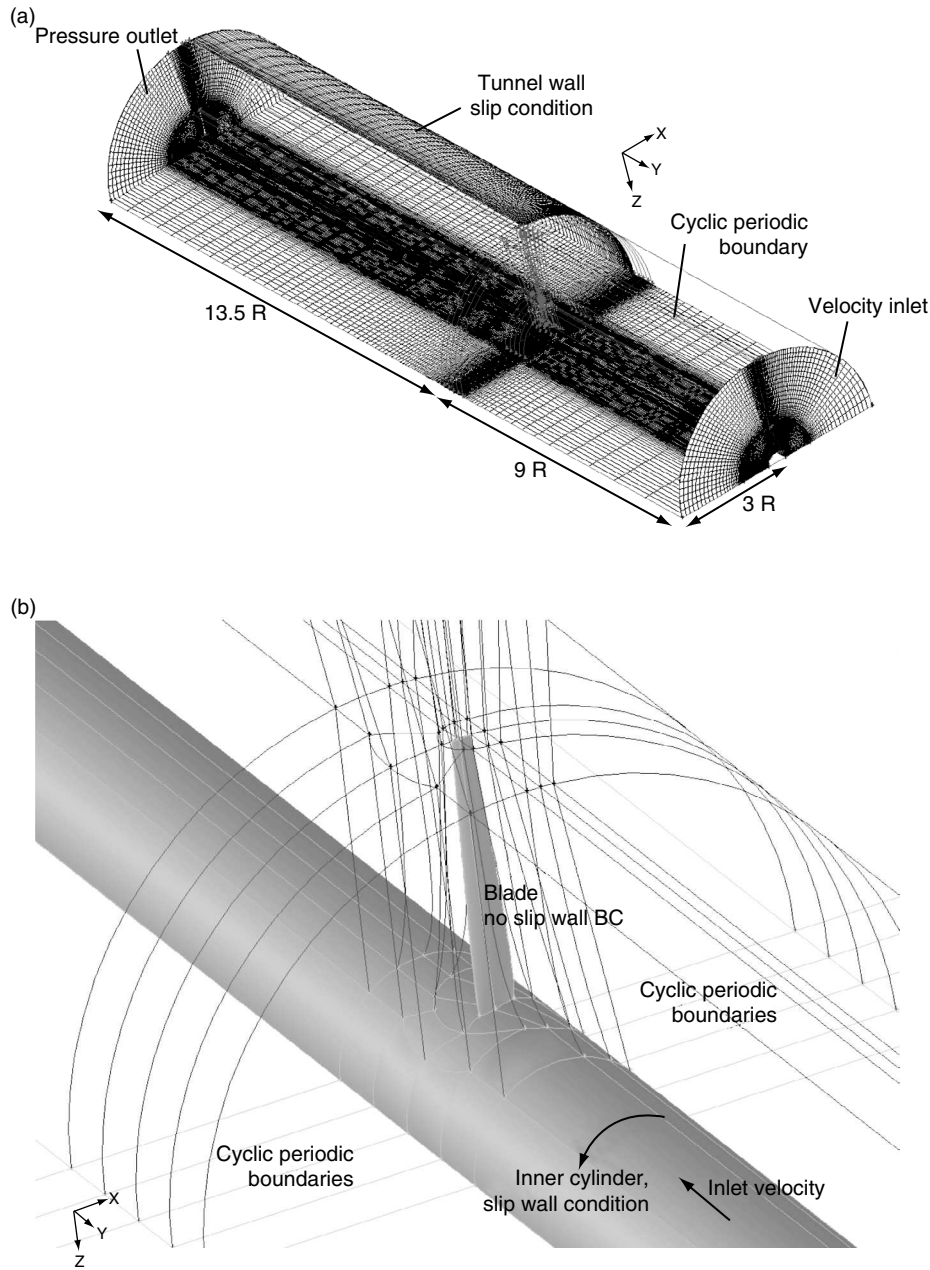 (a)
Pressure outlet
Tunnel wall
slip condition
X
Y
Z
Cyclic periodic
boundary
Velocity inlet
13.5 R
9 R
3 R
(b)
Blade
no slip wall BC
Cyclic periodic
boundaries
Cyclic periodic
boundaries
Inner cylinder,
slip wall condition
Inlet velocity
X
Y
Z